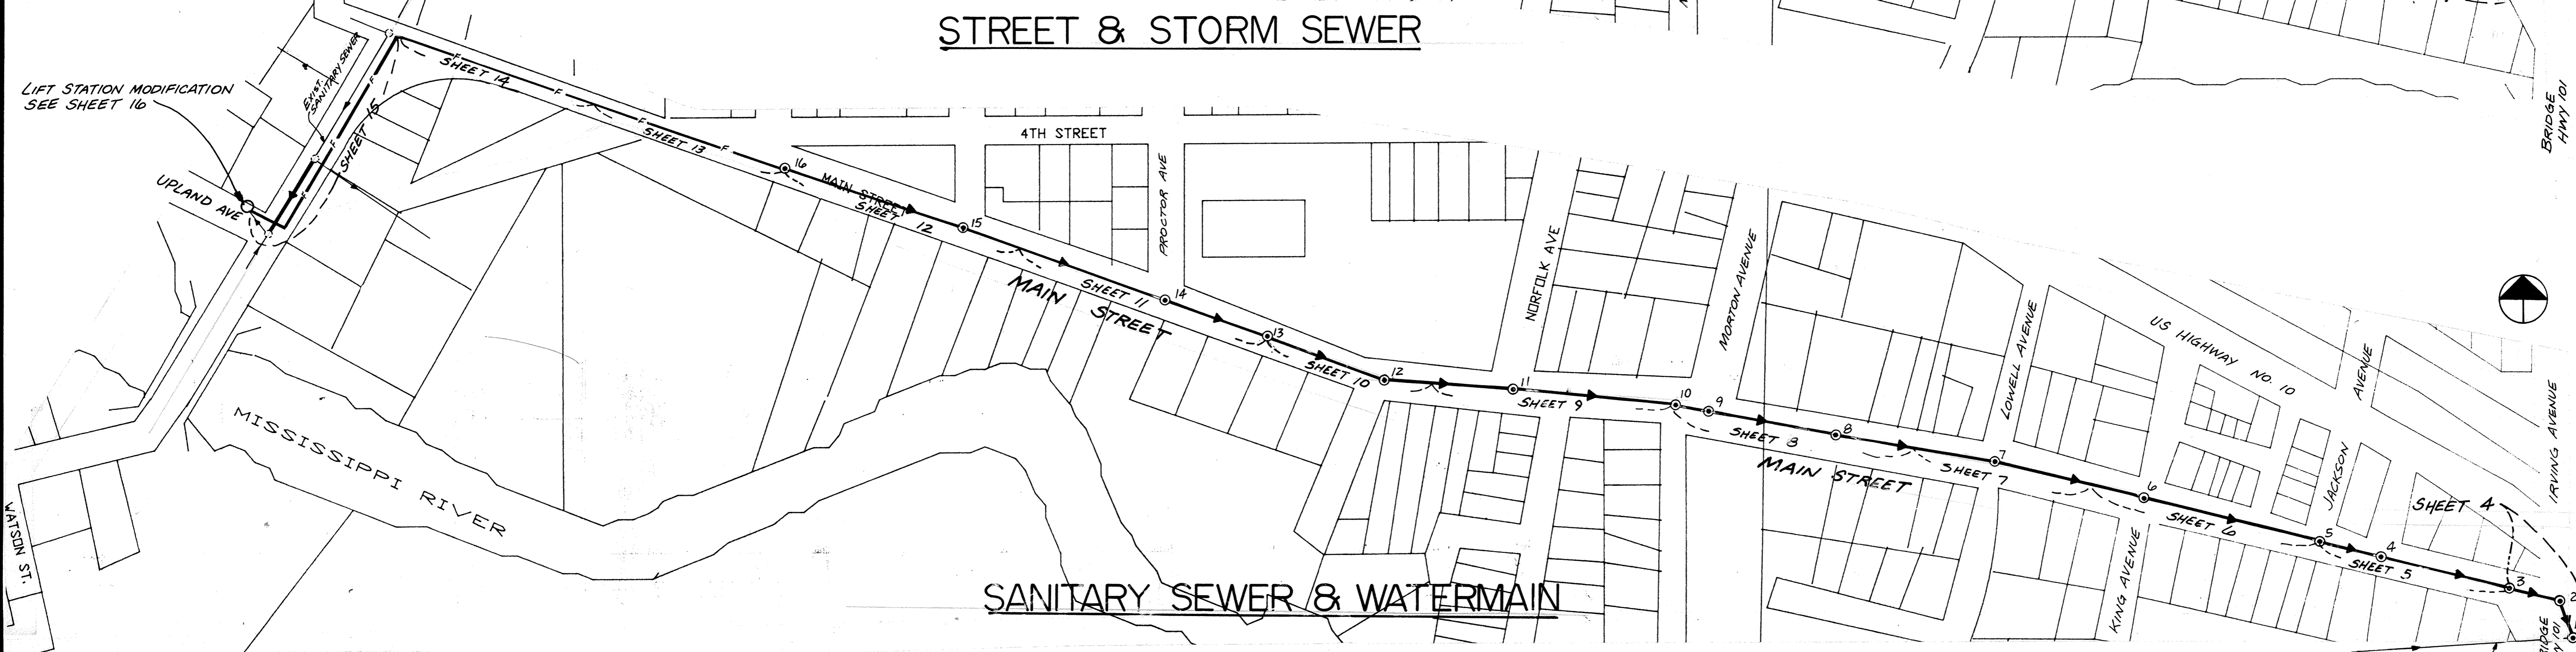 STREET & STORM SEWER
BRIDGE
HWY 101
LIFT STATION MODIFICATION
SEE SHEET 16
EXIST.
SANITARY SEWER
SHEET 15
UPLAND AVE
F
SHEET 14
F
F
F
F
F
SHEET 13
16
MAIN STREET
SHEET 12
15
4TH STREET
PROCTOR AVE
SHEET 11
14
MAIN STREET
13
SHEET 10
12
NORFOLK AVE
MORTON AVENUE
11
SHEET 9
10
9
SHEET 8
8
MAIN STREET
LOWELL AVENUE
SHEET 7
7
US HIGHWAY NO. 10
6
SHEET 6
KING AVENUE
JACKSON AVENUE
5
4
SHEET 5
SHEET 4
IRVING AVENUE
3
2
MISSISSIPPI RIVER
WATSON ST.
SANITARY SEWER & WATERMAIN